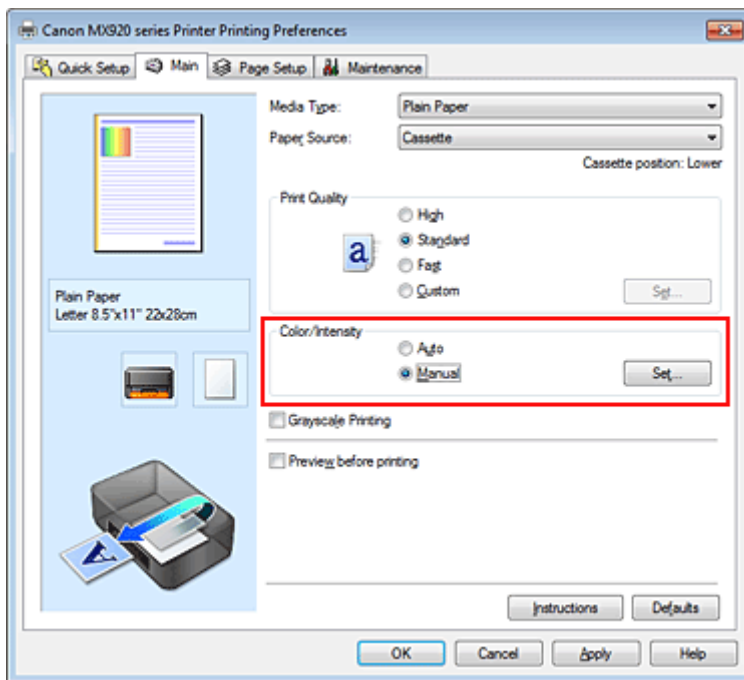 Canon MX920 series Printer Printing Preferences
Quick Setup Main Page Setup Maintenance
Media Type: Plain Paper
Paper Source: Cassette
Cassette position: Lower
Print Quality
High
a Standard
Fast
Custom Set...
Plain Paper
Letter 8.5"x11" 22x28cm
Color/Intensity
Auto
Manual Set...
Grayscale Printing
Preview before printing
A
Instructions Defaults
OK Cancel Apply Help